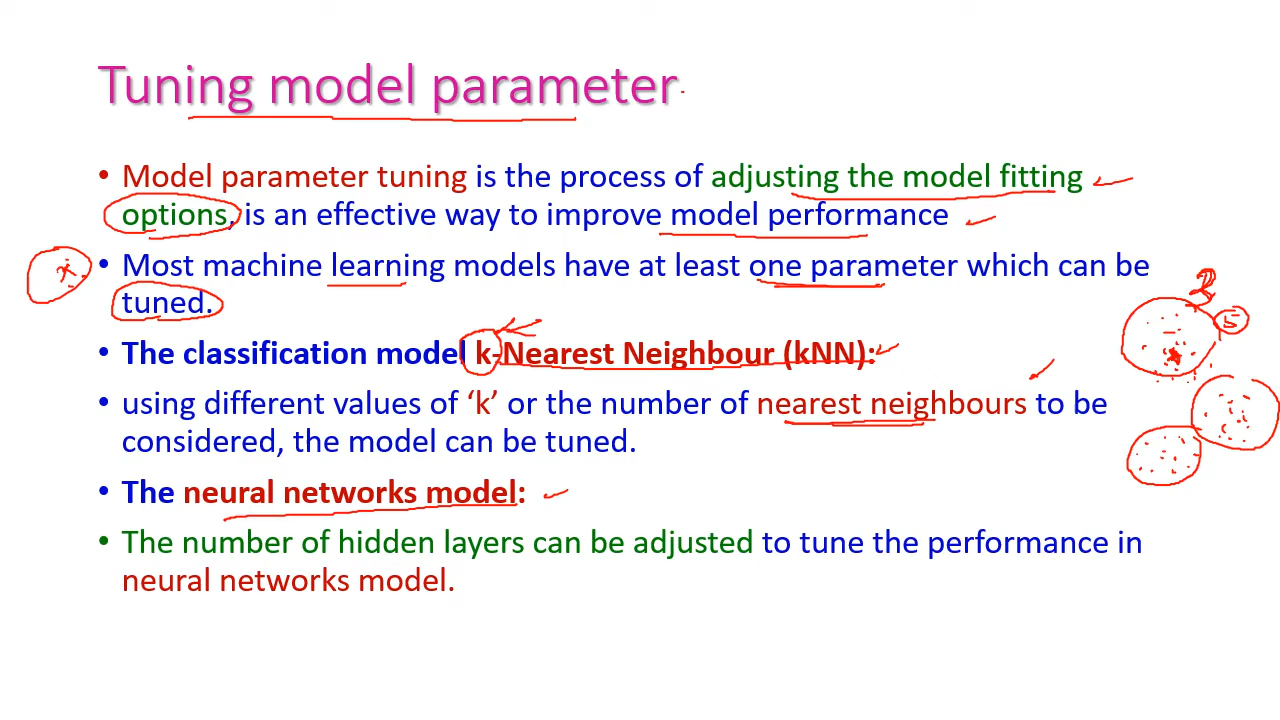 Tuning model parameter
• Model parameter tuning is the process of adjusting the model fitting
options, is an effective way to improve model performance
• Most machine learning models have at least one parameter which can be
tuned.
• The classification model k-Nearest Neighbour (kNN):
• using different values of ‘k’ or the number of nearest neighbours to be
considered, the model can be tuned.
• The neural networks model:
• The number of hidden layers can be adjusted to tune the performance in
neural networks model.
5